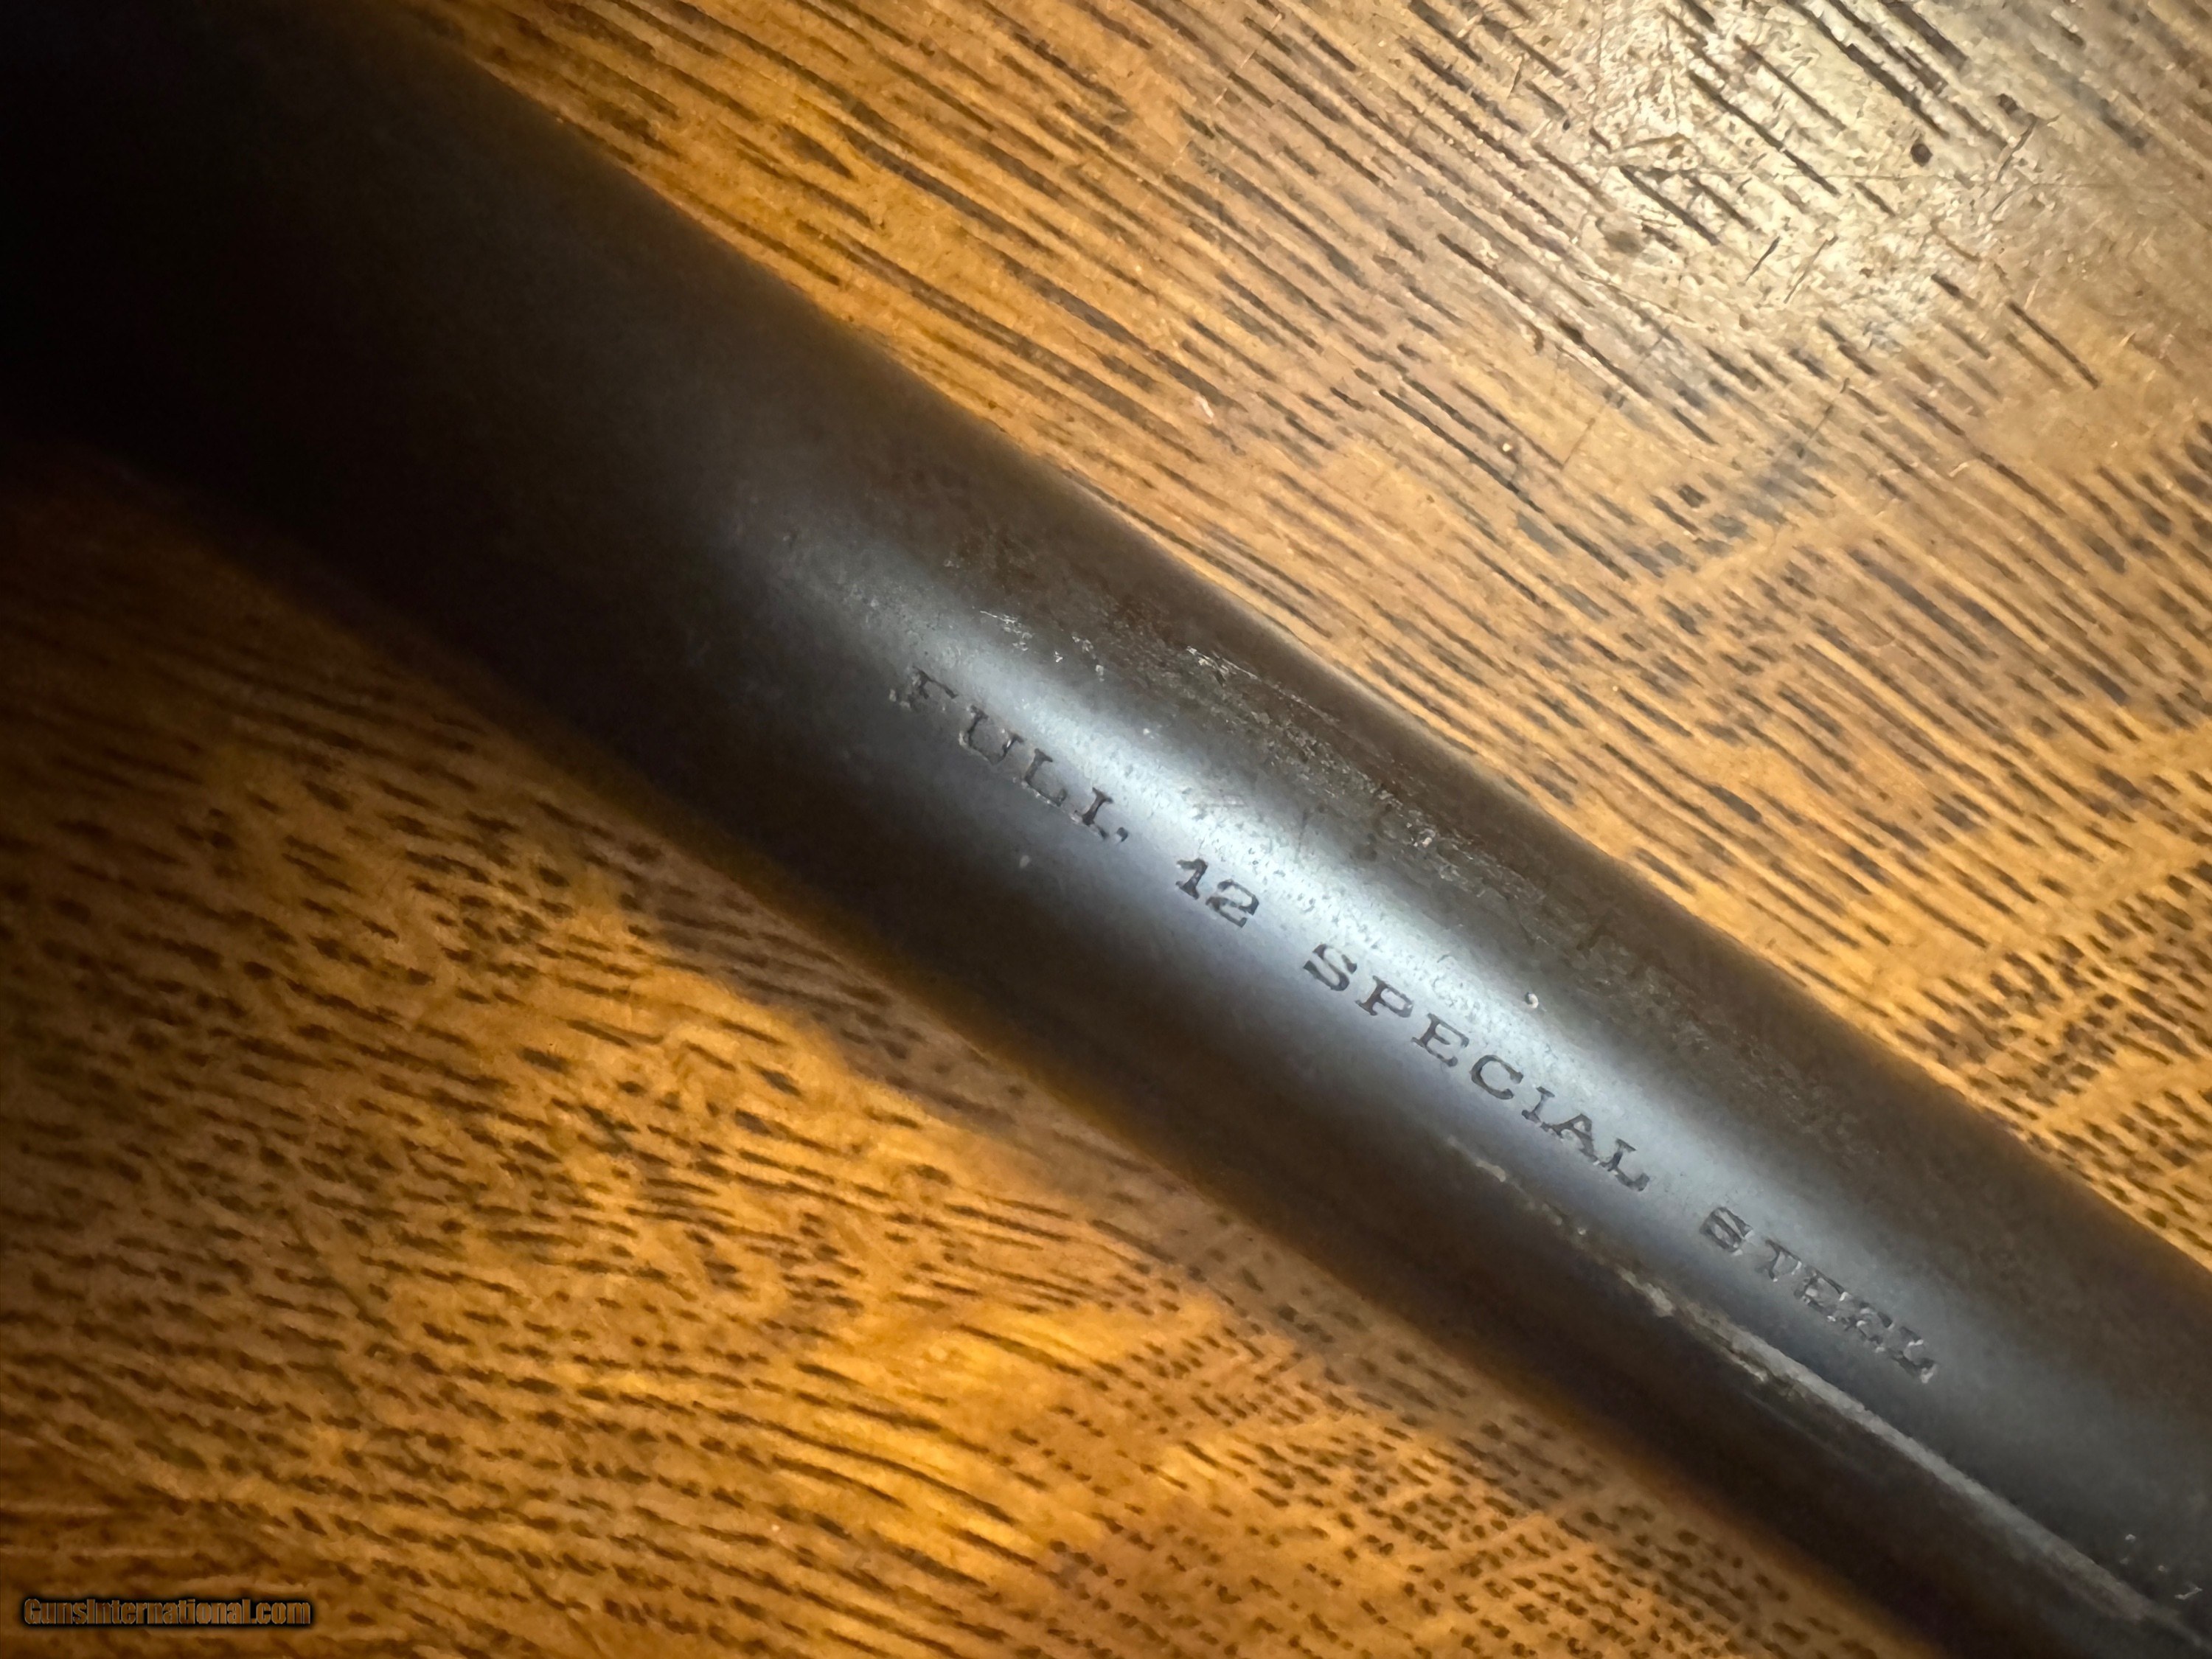 FULL 12 SPECIAL STEEL
GunsInternational.com